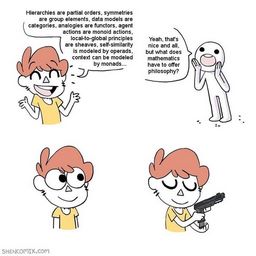 Hierarchies are partial orders, symmetries
are group elements, data models are
categories, analogies are functors, agent
actions are monoid actions,
local-to-global principles
are sheaves, self-similarity
is modeled by operads,
context can be modeled
by monads...
Yeah, that's
nice and all,
but what does
mathematics
have to offer
philosophy?
SHENCOMIX.COM